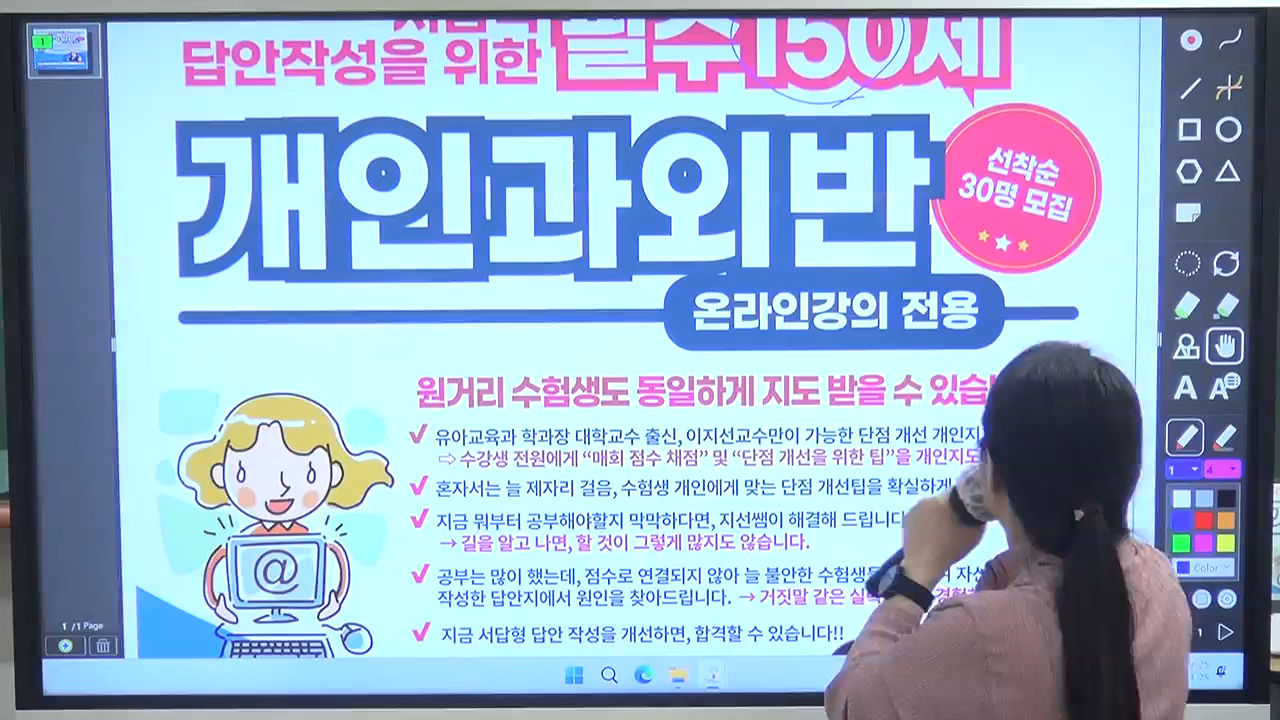 답안작성을 위한 필수 150제
개인과외반
선착순
30명 모집
온라인강의 전용
원거리 수험생도 동일하게 지도 받을 수 있습
✓ 유아교육과 학과장 대학교수 출신, 이지선교수만이 가능한 단점 개선 개인지
⇨ 수강생 전원에게 “매회 점수 채점” 및 “단점 개선을 위한 팁”을 개인지도
✓ 혼자서는 늘 제자리 걸음, 수험생 개인에게 맞는 단점 개선팁을 확실하게
✓ 지금 뭐부터 공부해야할지 막막하다면, 지선쌤이 해결해 드립니다
→ 길을 알고 나면, 할 것이 그렇게 많지도 않습니다.
✓ 공부는 많이 했는데, 점수로 연결되지 않아 늘 불안한 수험생들
작성한 답안지에서 원인을 찾아드립니다. → 거짓말 같은
✓ 지금 서답형 답안 작성을 개선하면, 합격할 수 있습니다!!
@
1
1 /1 Page
A A
1 4
Color
1